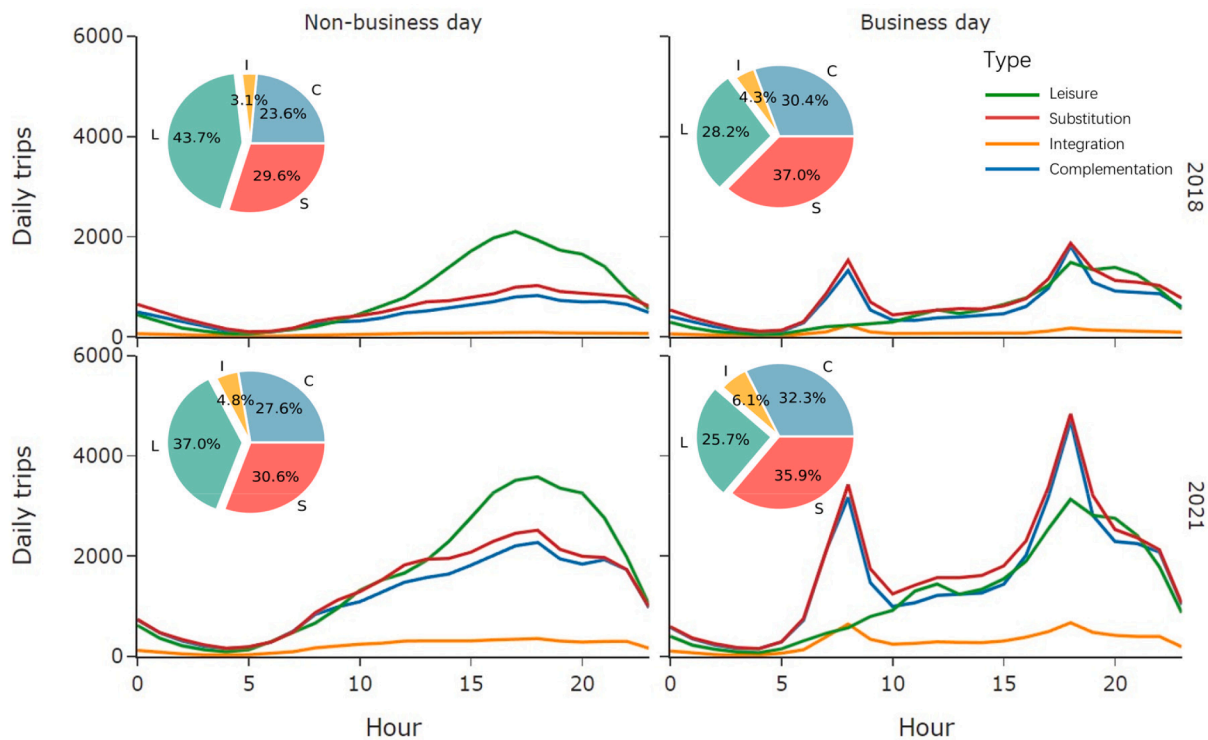 Non-business day
Business day
6000
4000
2000
0
Daily trips
I
C
L
S
3.1%
23.6%
43.7%
29.6%
I
C
L
S
4.3%
30.4%
28.2%
37.0%
Type
Leisure
Substitution
Integration
Complementation
2018
6000
4000
2000
0
Daily trips
I
C
L
S
4.8%
27.6%
37.0%
30.6%
I
C
L
S
6.1%
32.3%
25.7%
35.9%
2021
0 5 10 15 20
0 5 10 15 20
Hour
Hour